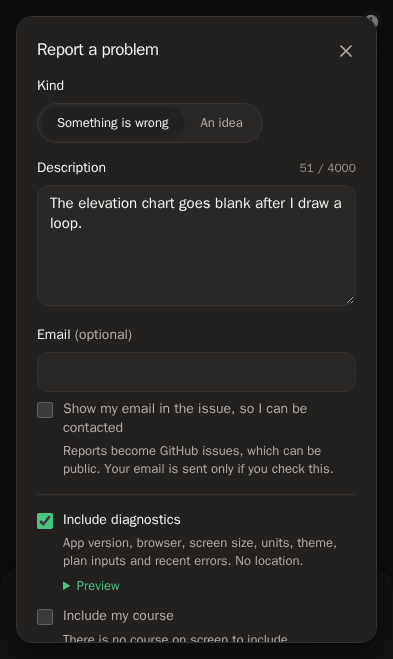 Report a problem
Kind
Something is wrong
An idea
Description
51 / 4000
The elevation chart goes blank after I draw a
loop.
Email (optional)
Show my email in the issue, so I can be
contacted
Reports become GitHub issues, which can be
public. Your email is sent only if you check this.
Include diagnostics
App version, browser, screen size, units, theme,
plan inputs and recent errors. No location.
Preview
Include my course
There is no course on screen to include.